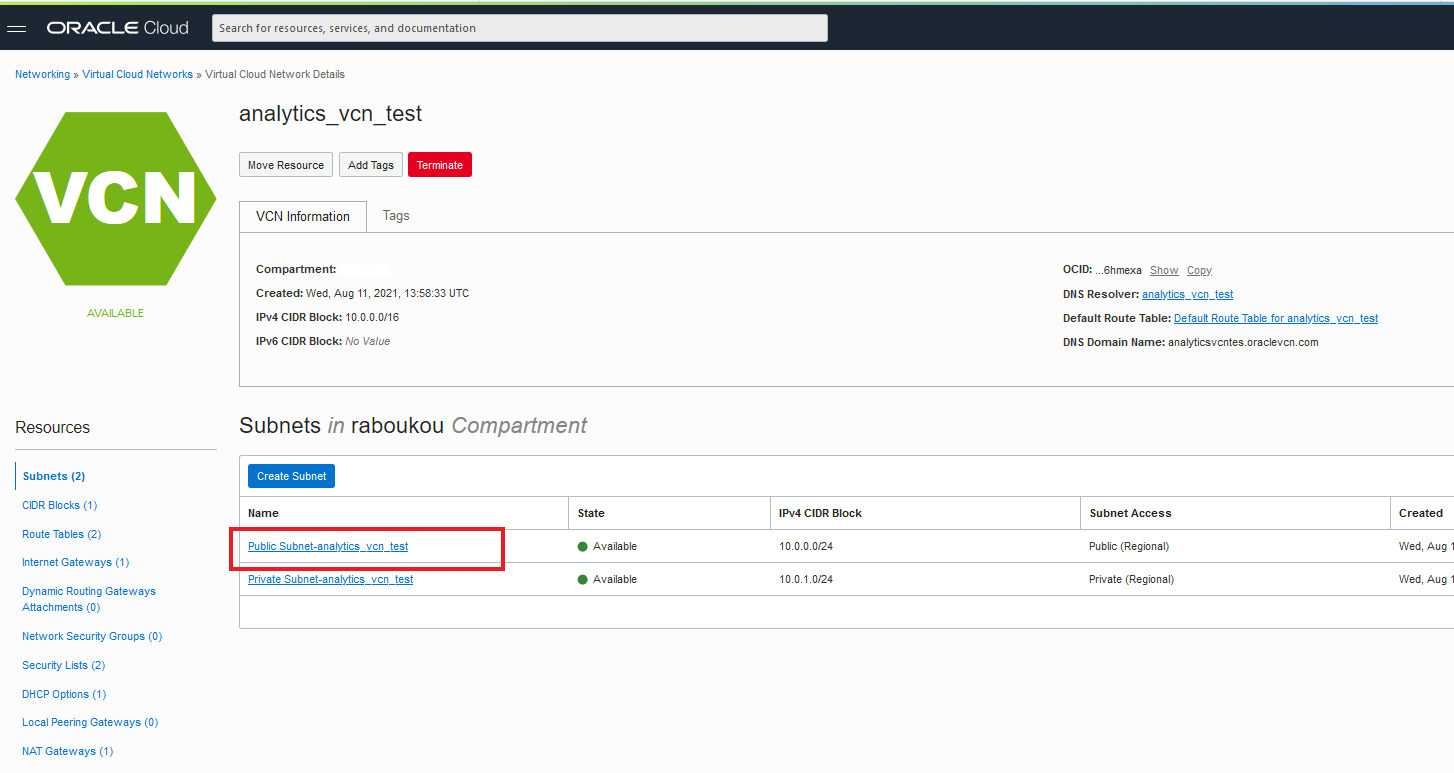 ORACLE Cloud
Search for resources, services, and documentation
Networking » Virtual Cloud Networks » Virtual Cloud Network Details
VCN
AVAILABLE
analytics_vcn_test
Move Resource
Add Tags
Terminate
VCN Information
Tags
Compartment:
Created: Wed, Aug 11, 2021, 13:58:33 UTC
IPv4 CIDR Block: 10.0.0.0/16
IPv6 CIDR Block: No Value
OCID: ...6hmexa Show Copy
DNS Resolver: analytics_vcn_test
Default Route Table: Default Route Table for analytics_vcn_test
DNS Domain Name: analyticsvcntes.oraclevcn.com
Resources
Subnets (2)
CIDR Blocks (1)
Route Tables (2)
Internet Gateways (1)
Dynamic Routing Gateways
Attachments (0)
Network Security Groups (0)
Security Lists (2)
DHCP Options (1)
Local Peering Gateways (0)
NAT Gateways (1)
Subnets in raboukou Compartment
Create Subnet
Name State IPv4 CIDR Block Subnet Access Created
Public Subnet-analytics_vcn_test Available 10.0.0.0/24 Public (Regional) Wed, Aug 1
Private Subnet-analytics_vcn_test Available 10.0.1.0/24 Private (Regional) Wed, Aug 1